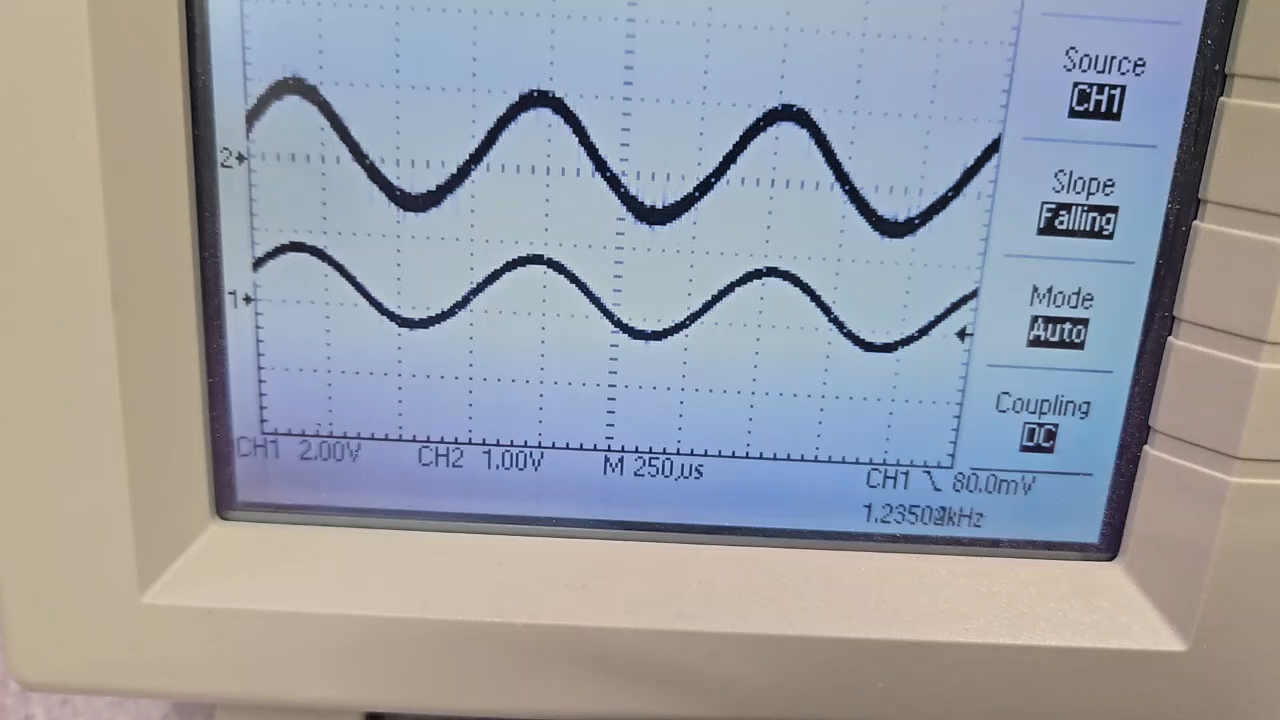 Source
CH1
2
Slope
Falling
1
Mode
Auto
Coupling
DC
CH1 2.00V CH2 1.00V M 250µs CH1 80.0mV